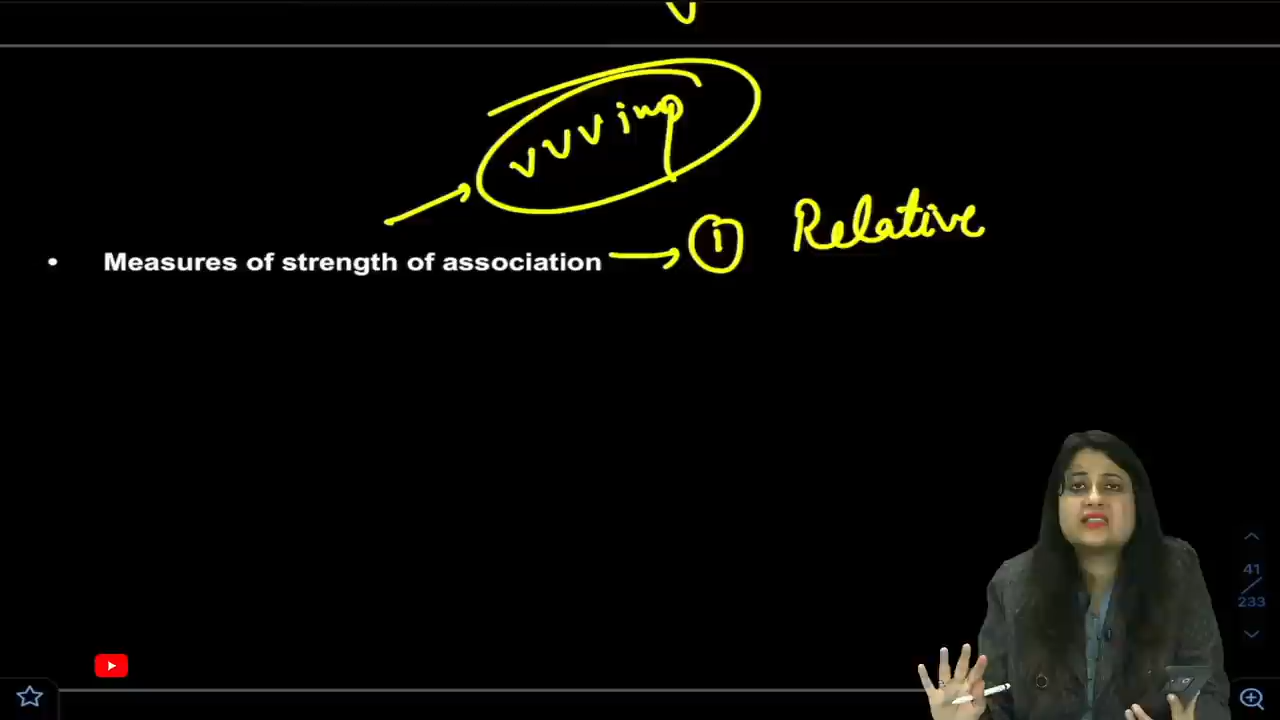 VVV imp
① Relative
• Measures of strength of association
41
233